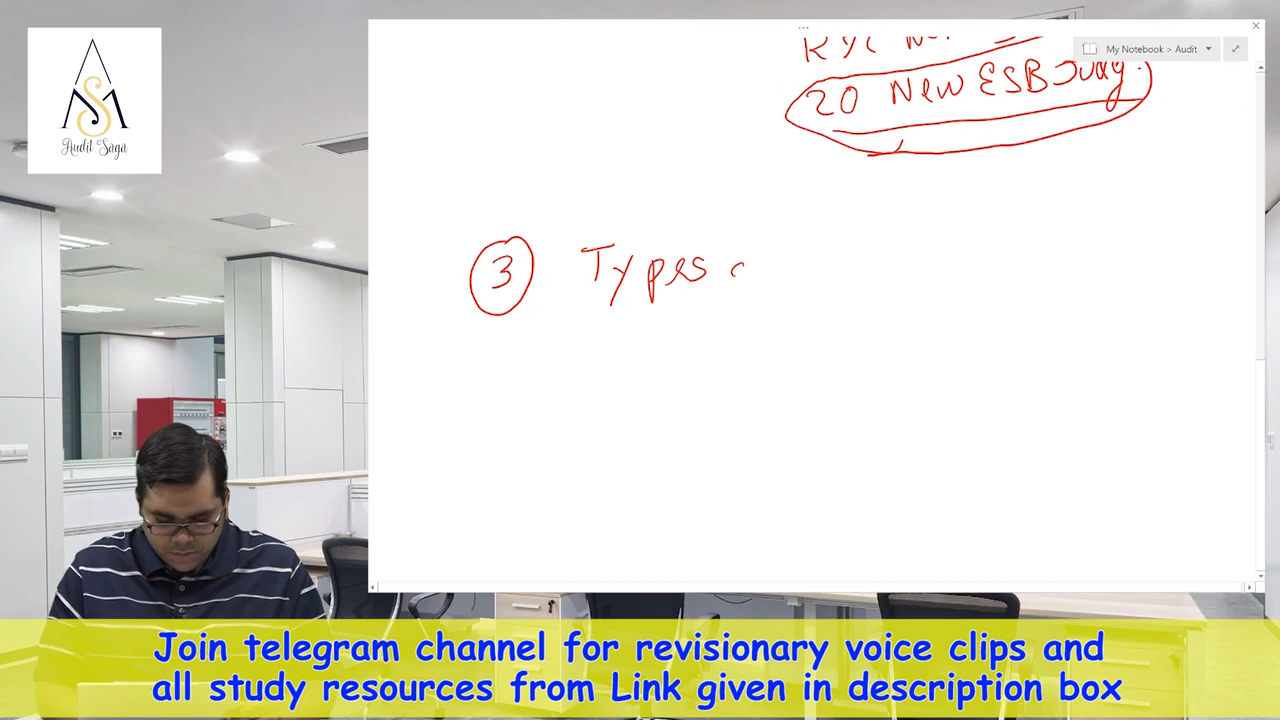 My Notebook > Audit
20 New ESB
③ Types
Audit Saga
Join telegram channel for revisionary voice clips and
all study resources from Link given in description box